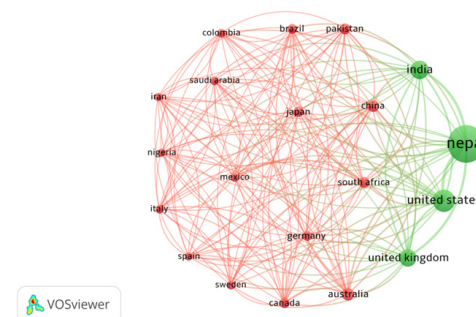 colombia
brazil
pakistan
india
saudi arabia
iran
japan
china
nepa
nigeria
mexico
south africa
united state
italy
germany
spain
united kingdom
sweden
canada
australia
VOSviewer